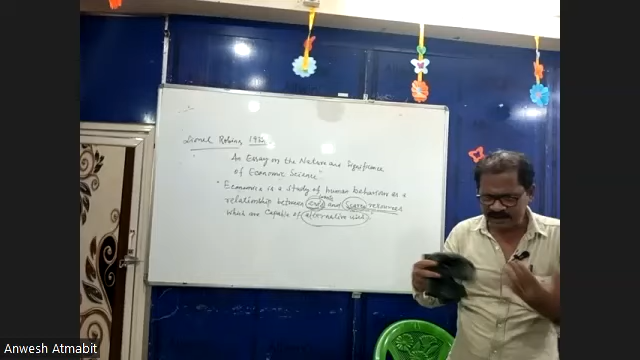 Lionel Robins, 1932
An Essay on the Nature and Significance
of Economic Science"
" Economics is a study of human behaviour as a
relationship between ends and scarce resources
which are capable of alternative uses
Anwesh Atmabit